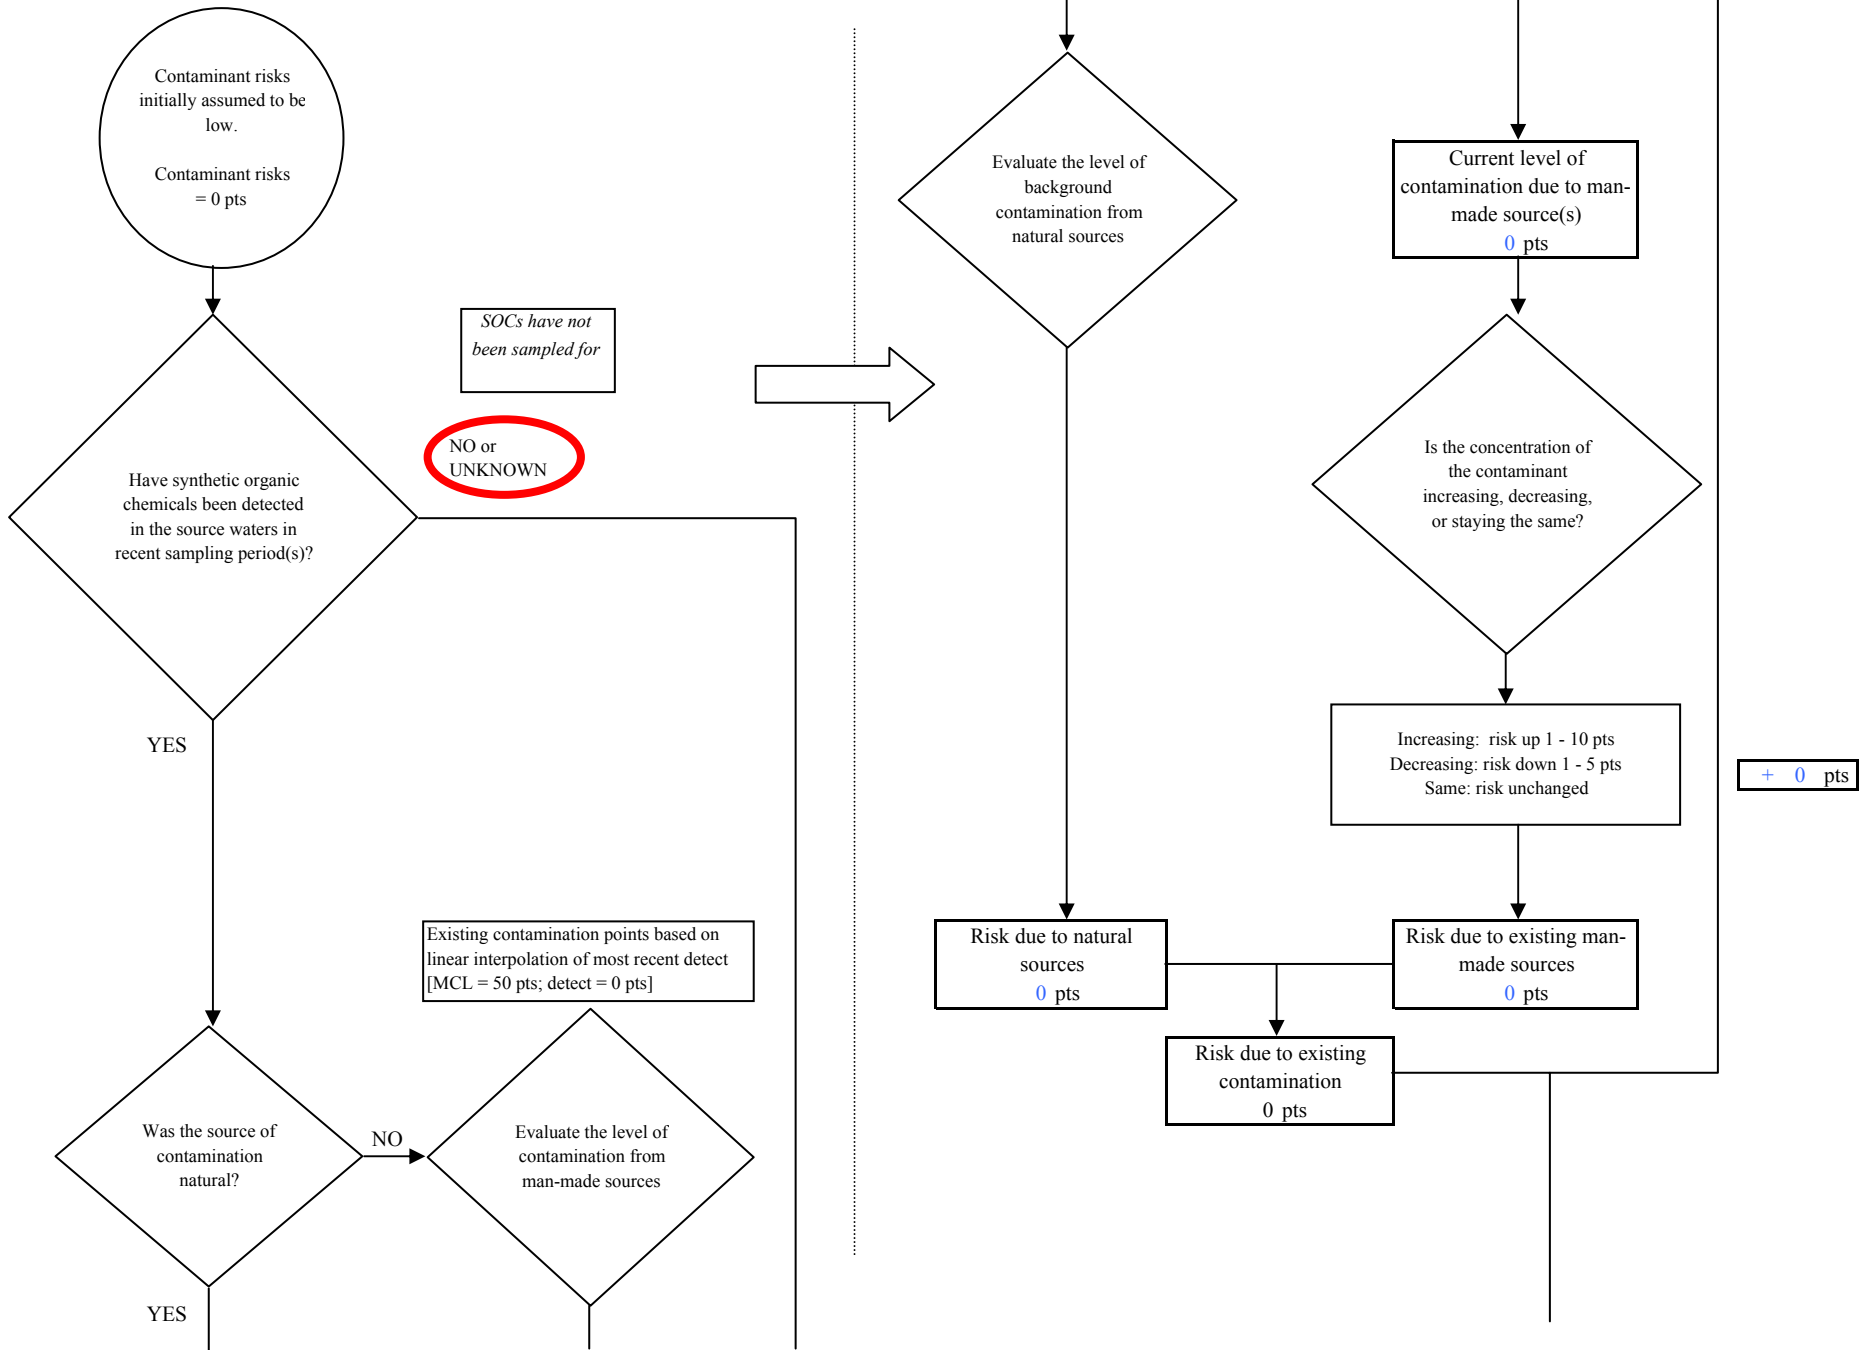 Contaminant risks
initially assumed to be
low.
Contaminant risks
= 0 pts
SOCs have not
been sampled for
NO or
UNKNOWN
Have synthetic organic
chemicals been detected
in the source waters in
recent sampling period(s)?
YES
Existing contamination points based on
linear interpolation of most recent detect
[MCL = 50 pts; detect = 0 pts]
Was the source of
contamination
natural?
NO
Evaluate the level of
contamination from
man-made sources
YES
Evaluate the level of
background
contamination from
natural sources
Current level of
contamination due to man-
made source(s)
0 pts
Is the concentration of
the contaminant
increasing, decreasing,
or staying the same?
Increasing: risk up 1 - 10 pts
Decreasing: risk down 1 - 5 pts
Same: risk unchanged
+ 0 pts
Risk due to natural
sources
0 pts
Risk due to existing man-
made sources
0 pts
Risk due to existing
contamination
0 pts